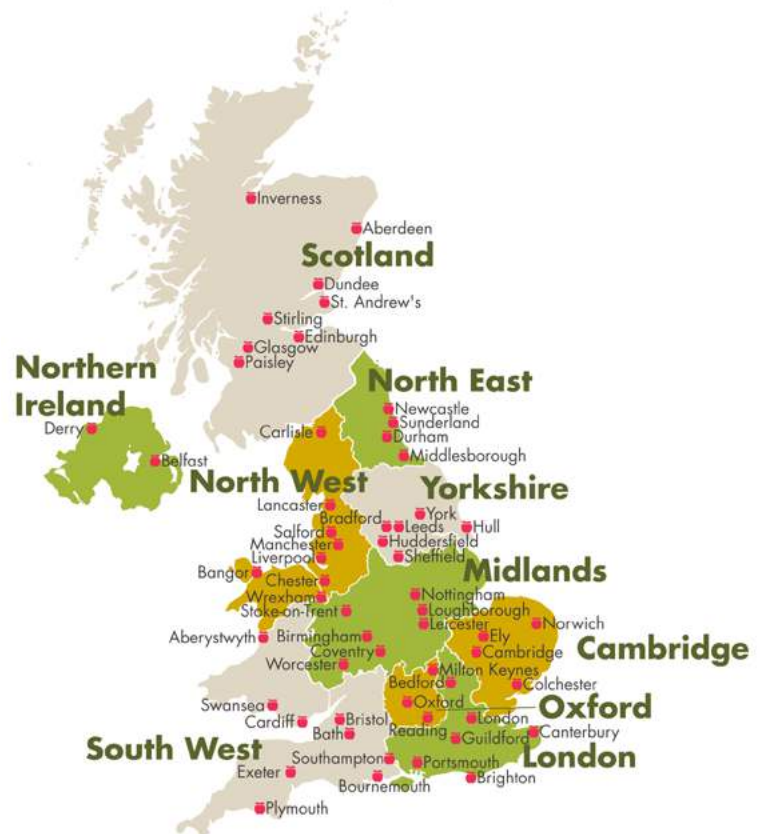 Inverness
Aberdeen
Scotland
Dundee
St. Andrew's
Stirling
Edinburgh
Glasgow
Paisley
Northern
Ireland
North East
Newcastle
Derry
Sunderland
Carlisle
Durham
Belfast
Middlesborough
North West
Yorkshire
Lancaster
York
Bradford
Leeds
Hull
Salford
Manchester
Huddersfield
Liverpool
Sheffield
Bangor
Chester
Midlands
Wrexham
Nottingham
Stoke-on-Trent
Loughborough
Lercester
Norwich
Aberystwyth
Birmingham
Ely
Coventry
Cambridge
Cambridge
Worcester
Milton Keynes
Bedford
Colchester
Swansea
Oxford
Oxford
Cardiff
Bristol
London
Bath
Reading
Guildford
Canterbury
South West
London
Southampton
Portsmouth
Exeter
Bournemouth
Brighton
Plymouth